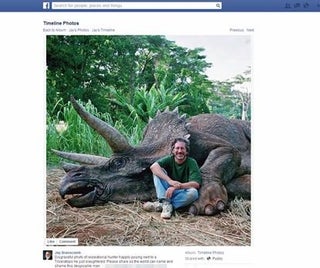 Search for people, places and things
Timeline Photos
Back to Album · Jay's Photos · Jay's Timeline
Previous · Next
Like Comment
Jay Branscomb
Disgraceful photo of recreational hunter happily posing next to a
Triceratops he just slaughtered. Please share so the world can name and
shame this despicable man.
Album: Timeline Photos
Shared with: Public